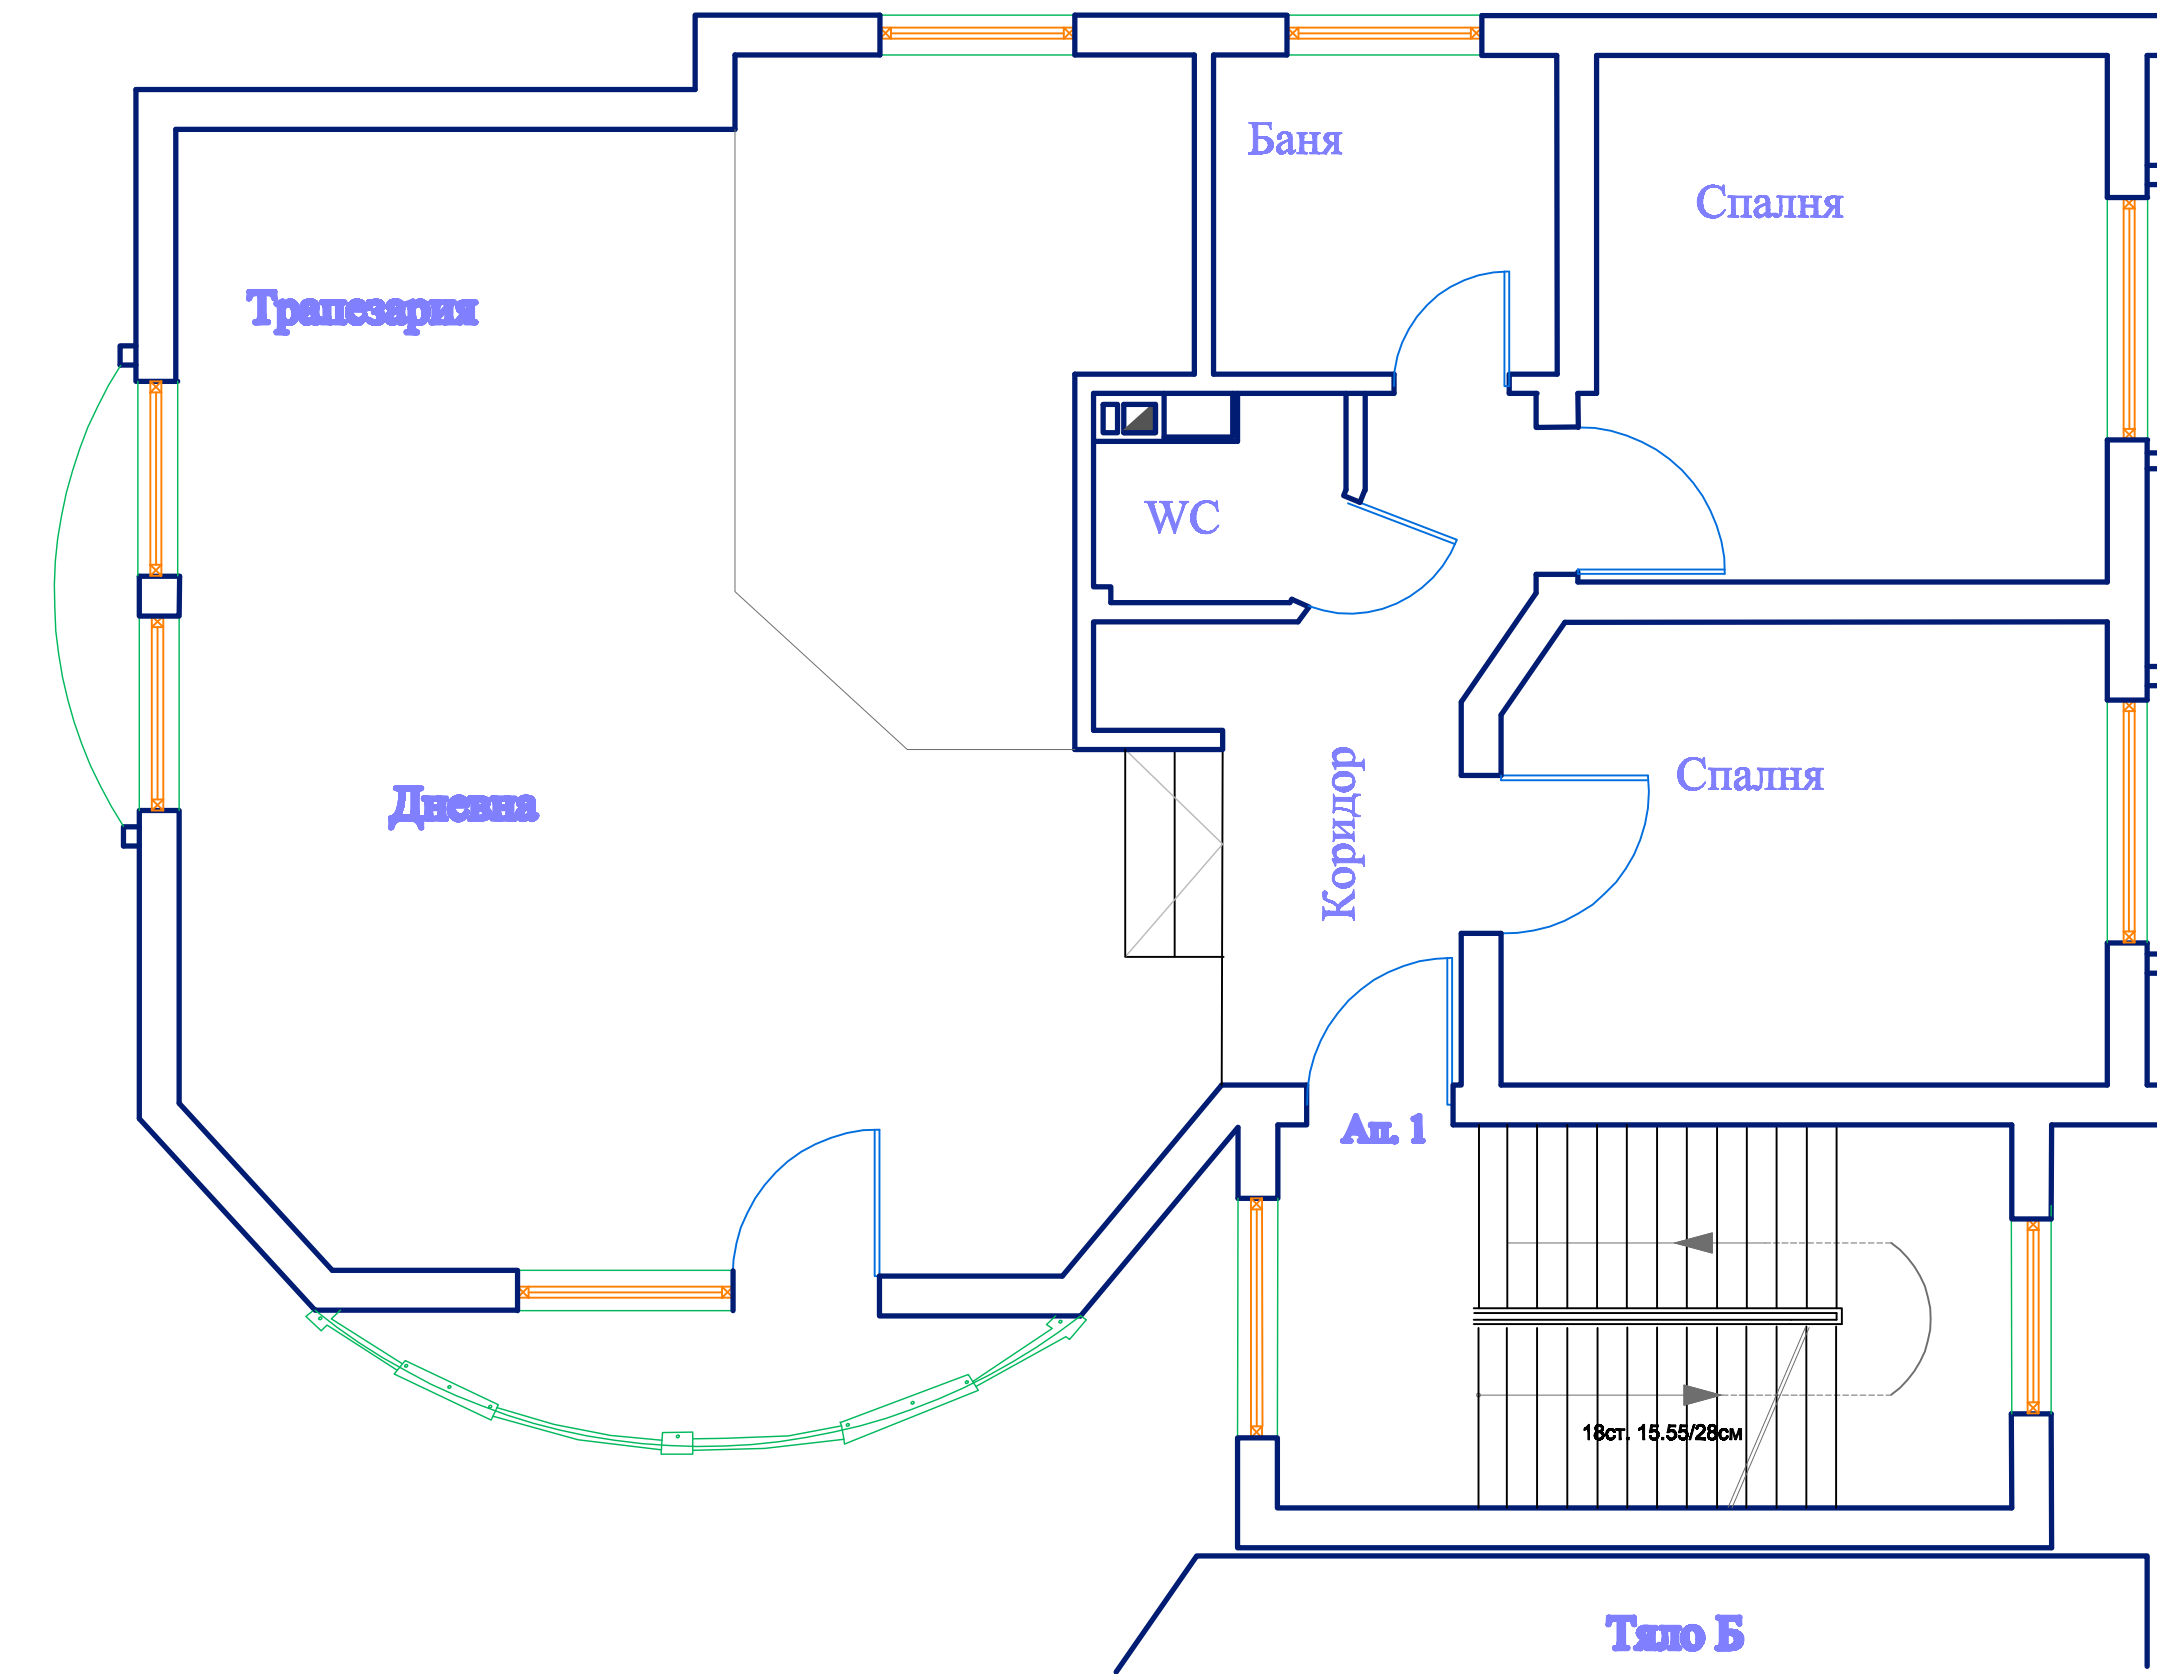 Баня
Спалня
Трапезария
WC
Дневна
Коридор
Спалня
Ап. 1
18ст. 15.55/28см
Тяло Б